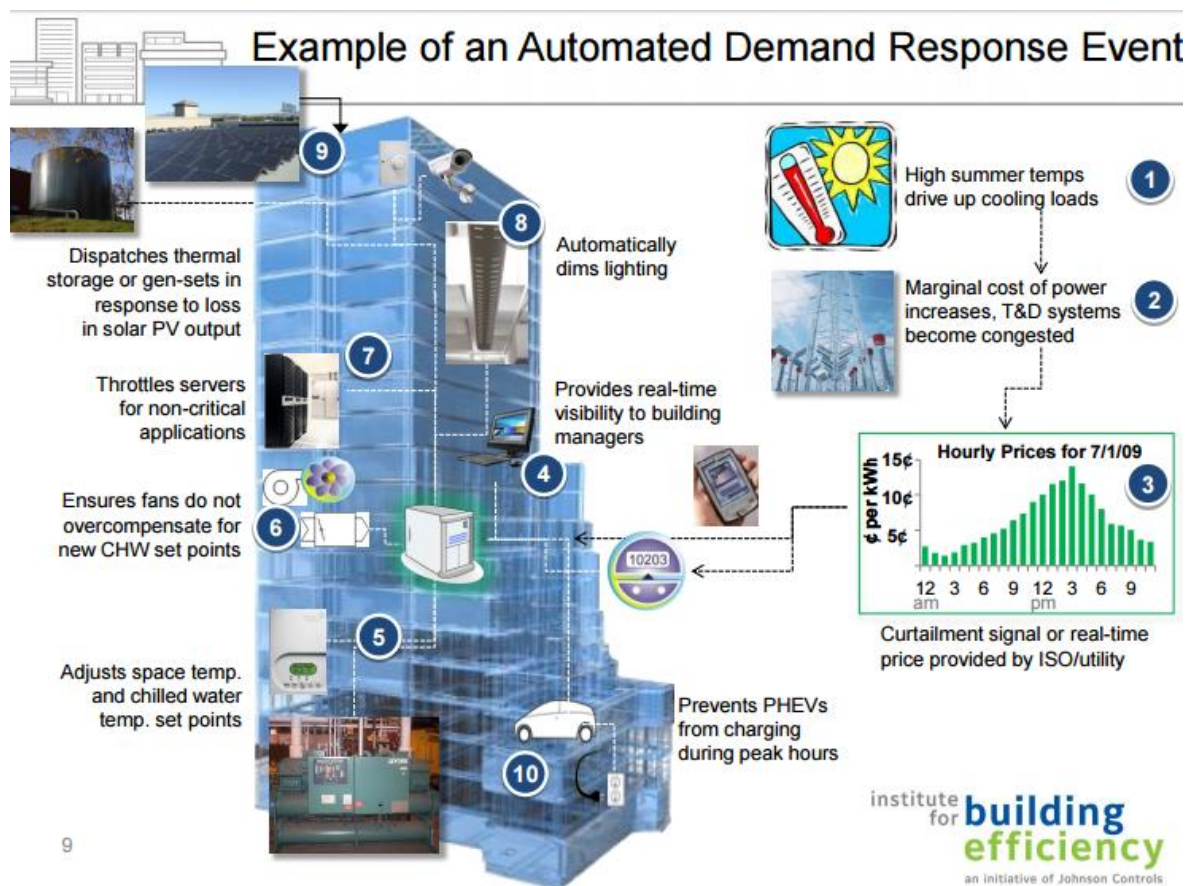 Example of an Automated Demand Response Event
9
Dispatches thermal
storage or gen-sets in
response to loss
in solar PV output
8
Automatically
dims lighting
High summer temps
drive up cooling loads
1
Marginal cost of power
increases, T&D systems
become congested
2
7
Throttles servers
for non-critical
applications
Provides real-time
visibility to building
managers
4
Hourly Prices for 7/1/09
3
¢ per kWh
15¢
10¢
5¢
12 3 6 9 12 3 6 9
am pm
Curtailment signal or real-time
price provided by ISO/utility
Ensures fans do not
overcompensate for
new CHW set points
6
10203
5
Adjusts space temp.
and chilled water
temp. set points
Prevents PHEVs
from charging
during peak hours
10
9
institute
for building
efficiency
an initiative of Johnson Controls